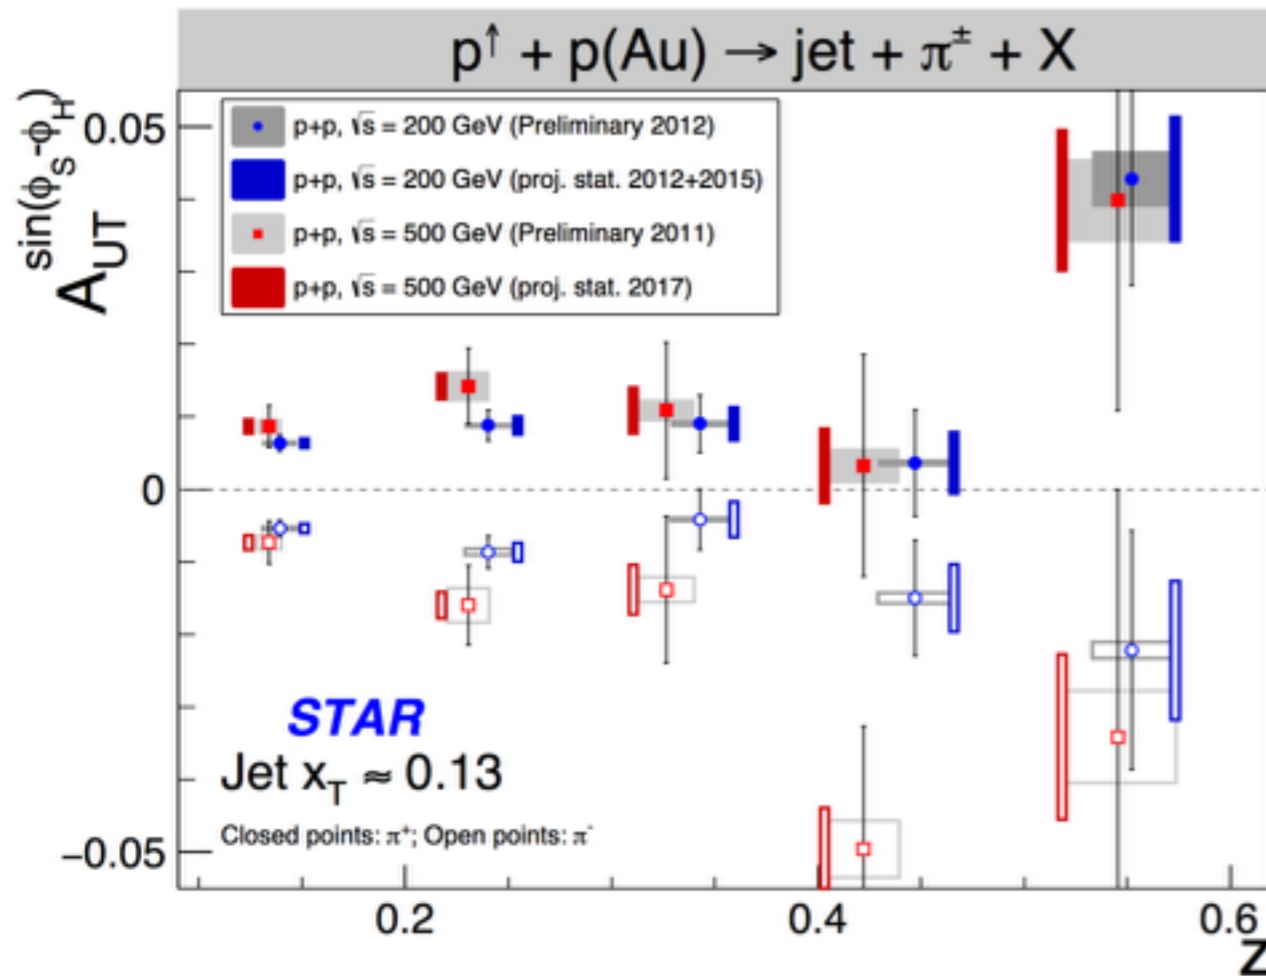 p↑ + p(Au) → jet + π± + X
A_UT^sin(ϕ_S-ϕ_H)
0.05
0
−0.05
p+p, √s = 200 GeV (Preliminary 2012)
p+p, √s = 200 GeV (proj. stat. 2012+2015)
p+p, √s = 500 GeV (Preliminary 2011)
p+p, √s = 500 GeV (proj. stat. 2017)
STAR
Jet x_T ≈ 0.13
Closed points: π⁺; Open points: π⁻
0.2
0.4
0.6
z